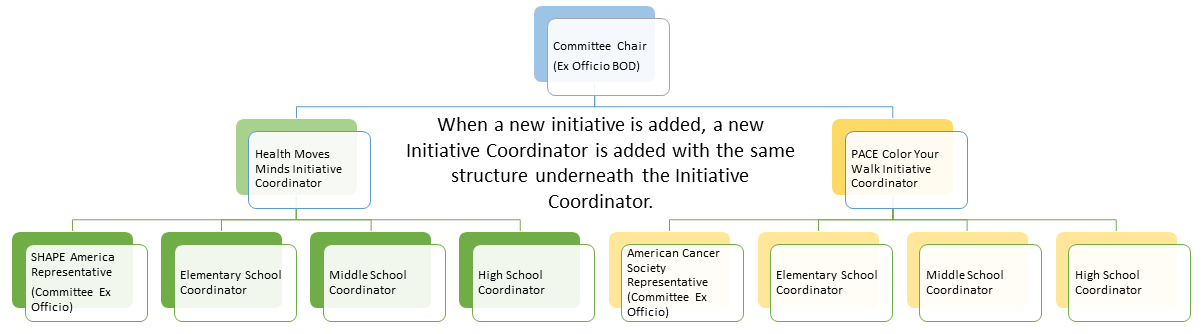 Committee Chair
(Ex Officio BOD)
When a new initiative is added, a new
Initiative Coordinator is added with the same
structure underneath the Initiative
Coordinator.
Health Moves
Minds Initiative
Coordinator
PACE Color Your
Walk Initiative
Coordinator
SHAPE America
Representative
(Committee Ex
Officio)
Elementary School
Coordinator
Middle School
Coordinator
High School
Coordinator
American Cancer
Society
Representative
(Committee Ex
Officio)
Elementary School
Coordinator
Middle School
Coordinator
High School
Coordinator